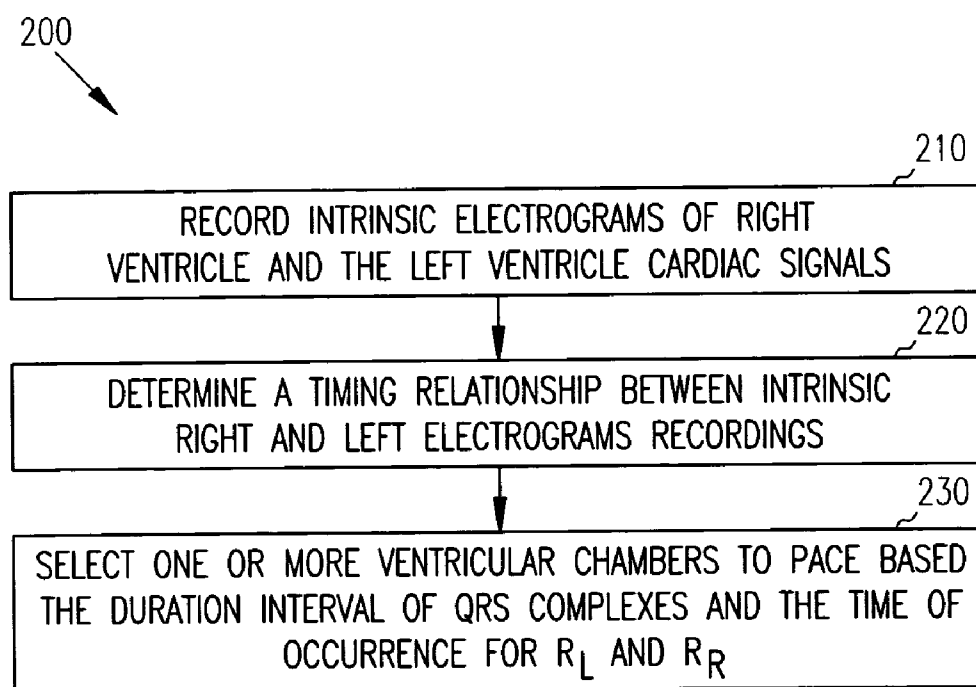 200
210
RECORD INTRINSIC ELECTROGRAMS OF RIGHT
VENTRICLE AND THE LEFT VENTRICLE CARDIAC SIGNALS
220
DETERMINE A TIMING RELATIONSHIP BETWEEN INTRINSIC
RIGHT AND LEFT ELECTROGRAMS RECORDINGS
230
SELECT ONE OR MORE VENTRICULAR CHAMBERS TO PACE BASED
THE DURATION INTERVAL OF QRS COMPLEXES AND THE TIME OF
OCCURRENCE FOR R_L AND R_R